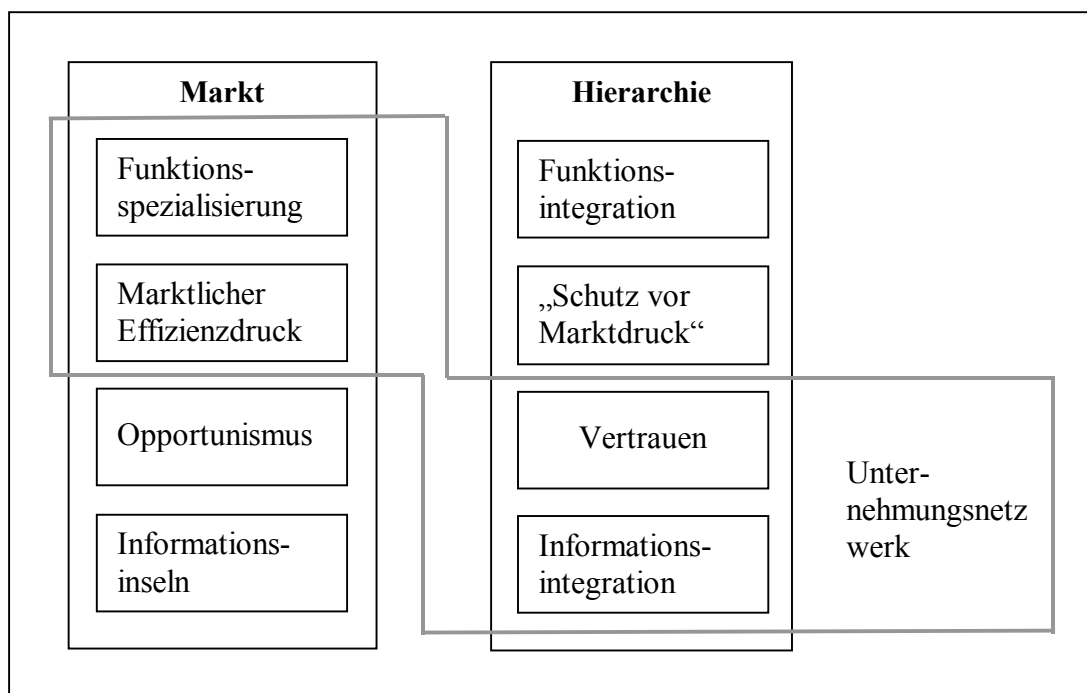 Markt
Funktions-
spezialisierung
Marktlicher
Effizienzdruck
Opportunismus
Informations-
inseln
Hierarchie
Funktions-
integration
„Schutz vor
Marktdruck“
Vertrauen
Informations-
integration
Unter-
nehmungsnetz
werk